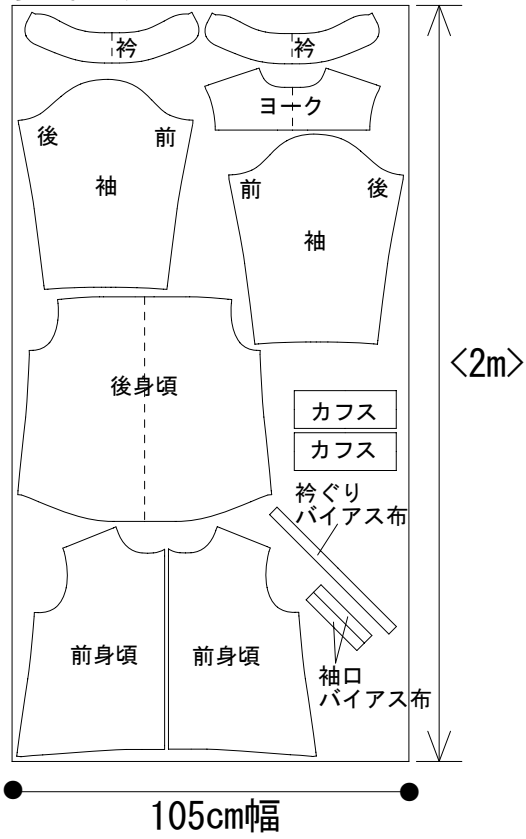 衿
衿
ヨーク
後
前
袖
前
後
袖
<2m>
後身頃
カフス
カフス
衿ぐり
バイアス布
前身頃
前身頃
袖口
バイアス布
105cm幅